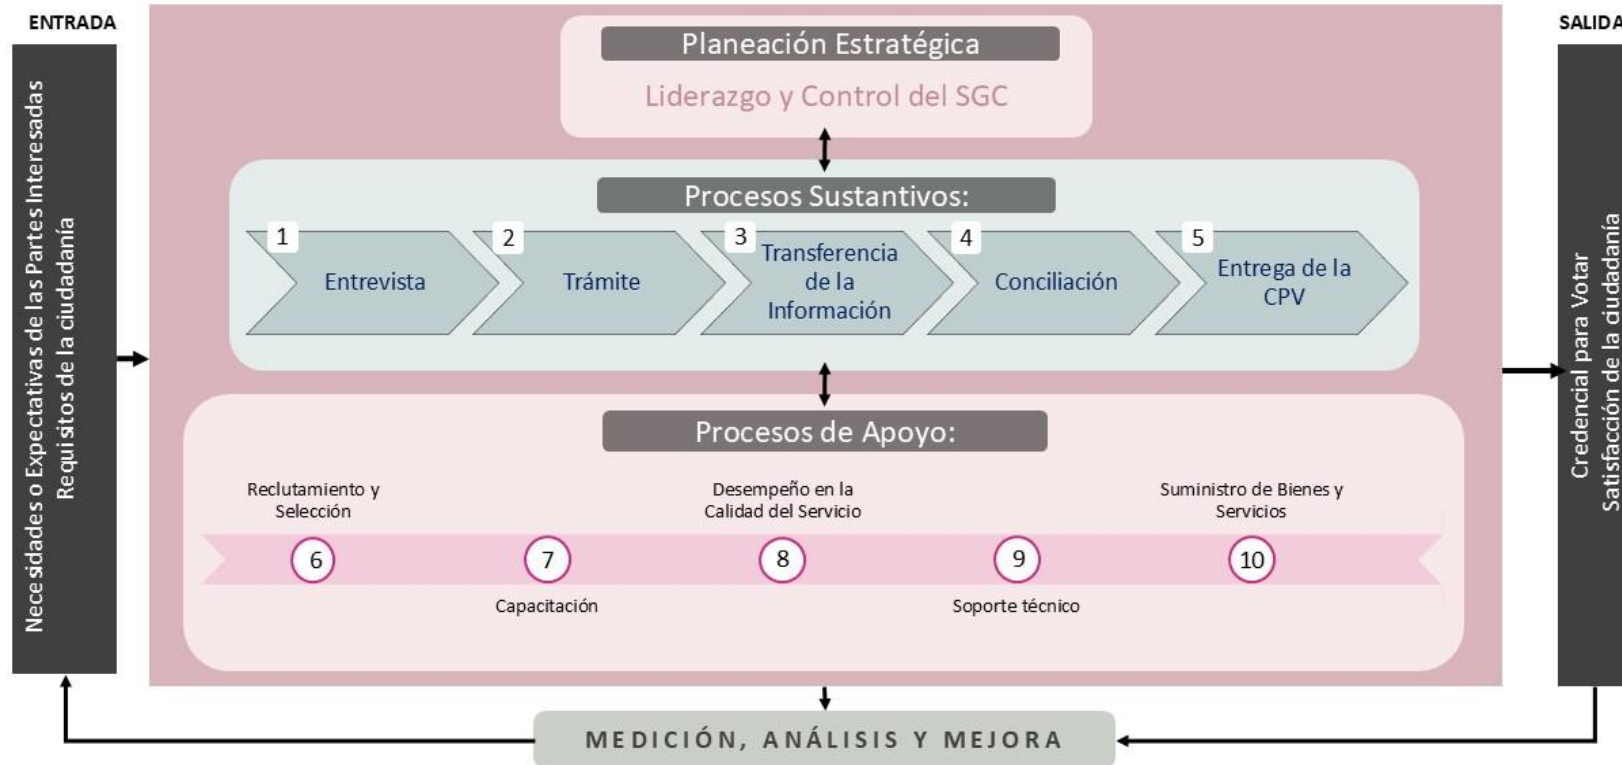 ENTRADA
SALIDA
Necesidades o Expectativas de las Partes Interesadas
Requisitos de la ciudadanía
Planeación Estratégica
Liderazgo y Control del SGC
Procesos Sustantivos:
1
Entrevista
2
Trámite
3
Transferencia
de la
Información
4
Conciliación
5
Entrega de la
CPV
Procesos de Apoyo:
Reclutamiento y
Selección
6
7
Capacitación
Desempeño en la
Calidad del Servicio
8
9
Soporte técnico
Suministro de Bienes y
Servicios
10
Credencial para Votar
Satisfacción de la ciudadanía
MEDICIÓN, ANÁLISIS Y MEJORA